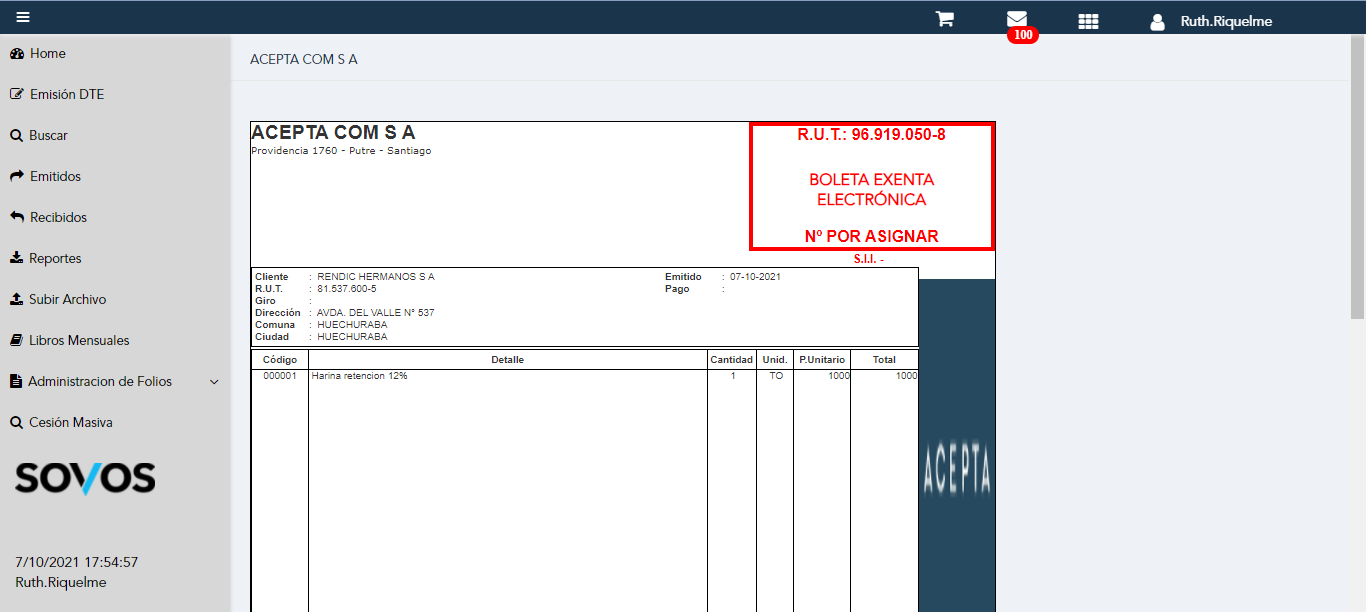 Ruth.Riquelme
100
Home
Emisión DTE
Buscar
Emitidos
Recibidos
Reportes
Subir Archivo
Libros Mensuales
Administracion de Folios
Cesión Masiva
SOVOS
7/10/2021 17:54:57
Ruth.Riquelme
ACEPTA COM S A
ACEPTA COM S A
Providencia 1760 - Putre - Santiago
R.U.T.: 96.919.050-8
BOLETA EXENTA
ELECTRÓNICA
Nº POR ASIGNAR
S.I.I. -
Cliente : RENDIC HERMANOS S A Emitido : 07-10-2021
R.U.T. : 81.537.600-5 Pago :
Giro :
Dirección : AVDA. DEL VALLE N° 537
Comuna : HUECHURABA
Ciudad : HUECHURABA
Código Detalle Cantidad Unid. P.Unitario Total
000001 Harina retencion 12% 1 TO 1000 1000
ACEPTA